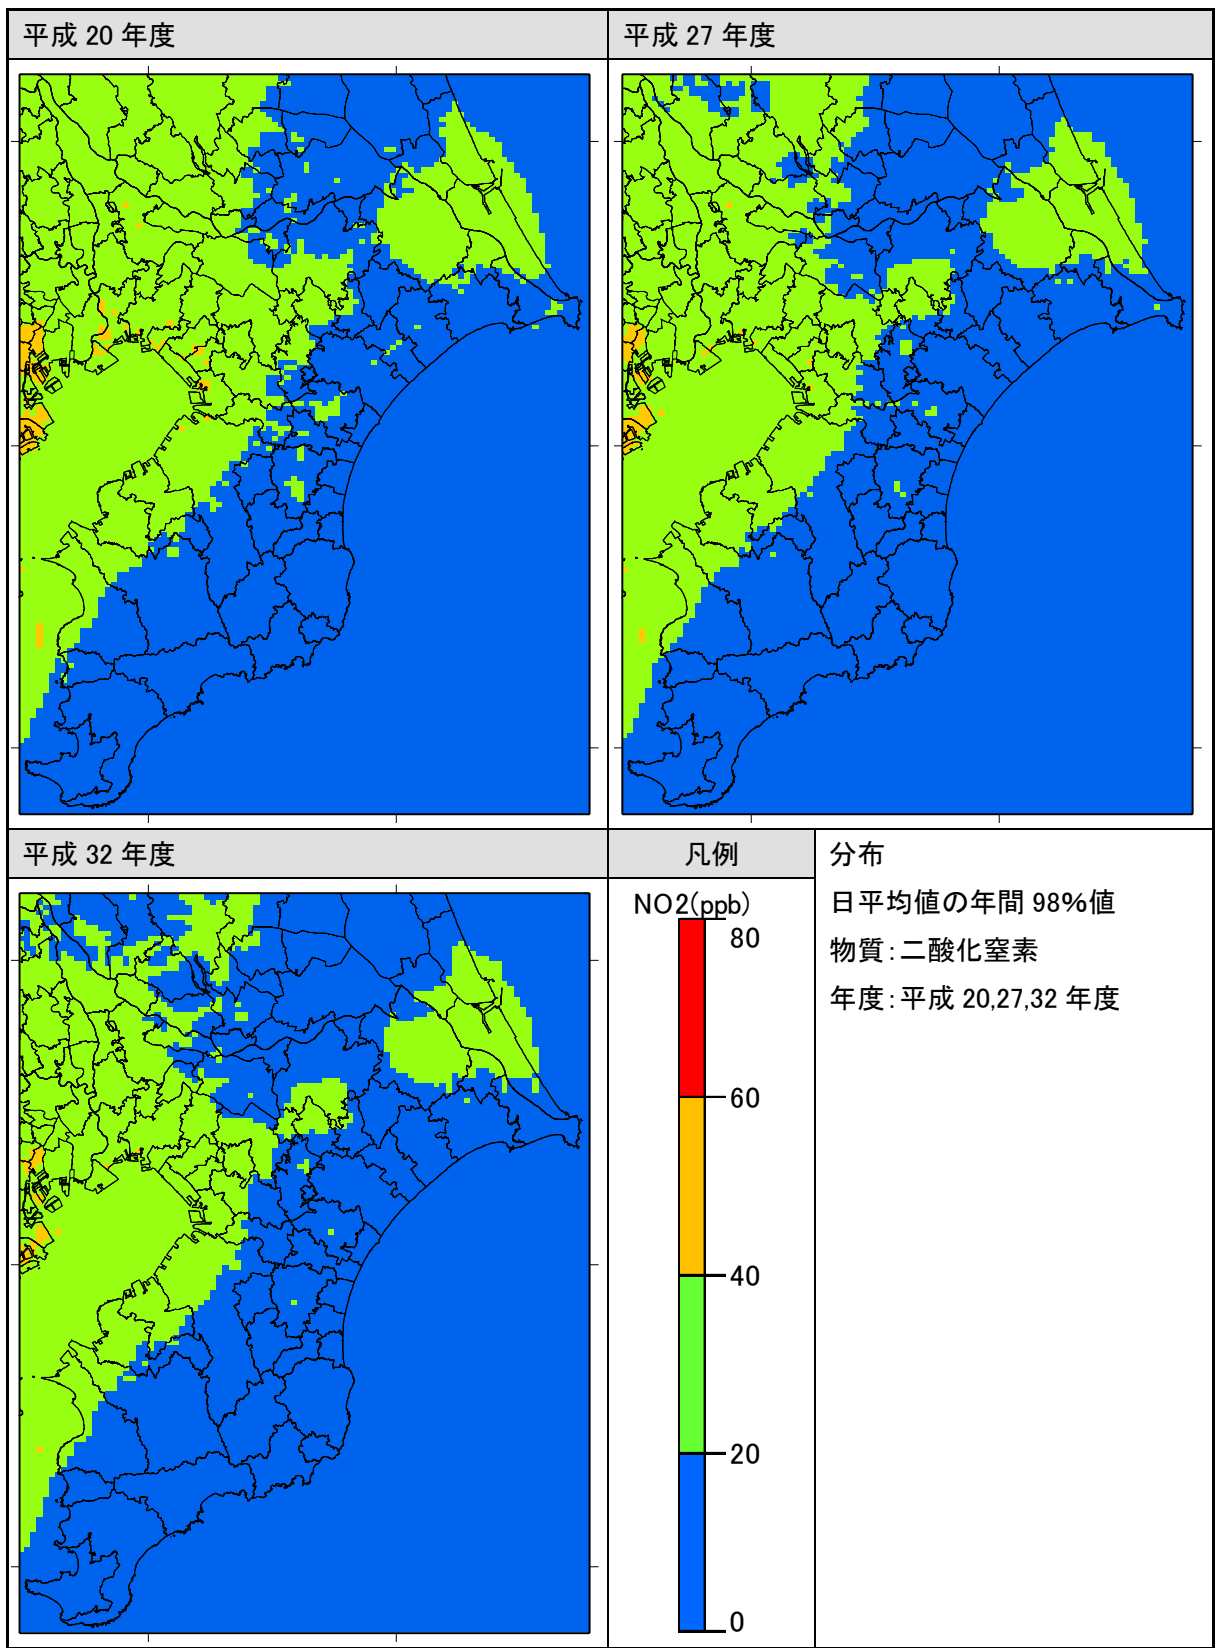 平成 20 年度
平成 27 年度
平成 32 年度
凡例
NO2(ppb)
80
60
40
20
0
分布
日平均値の年間 98%値
物質:二酸化窒素
年度:平成 20,27,32 年度